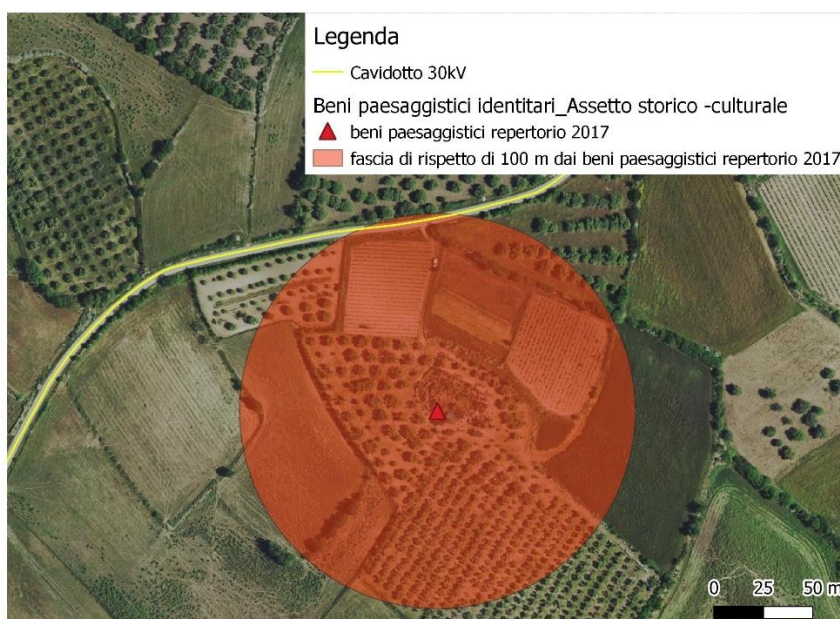 Legenda
Cavidotto 30kV
Beni paesaggistici identitari_Assetto storico -culturale
beni paesaggistici repertorio 2017
fascia di rispetto di 100 m dai beni paesaggistici repertorio 2017
0 25 50 m